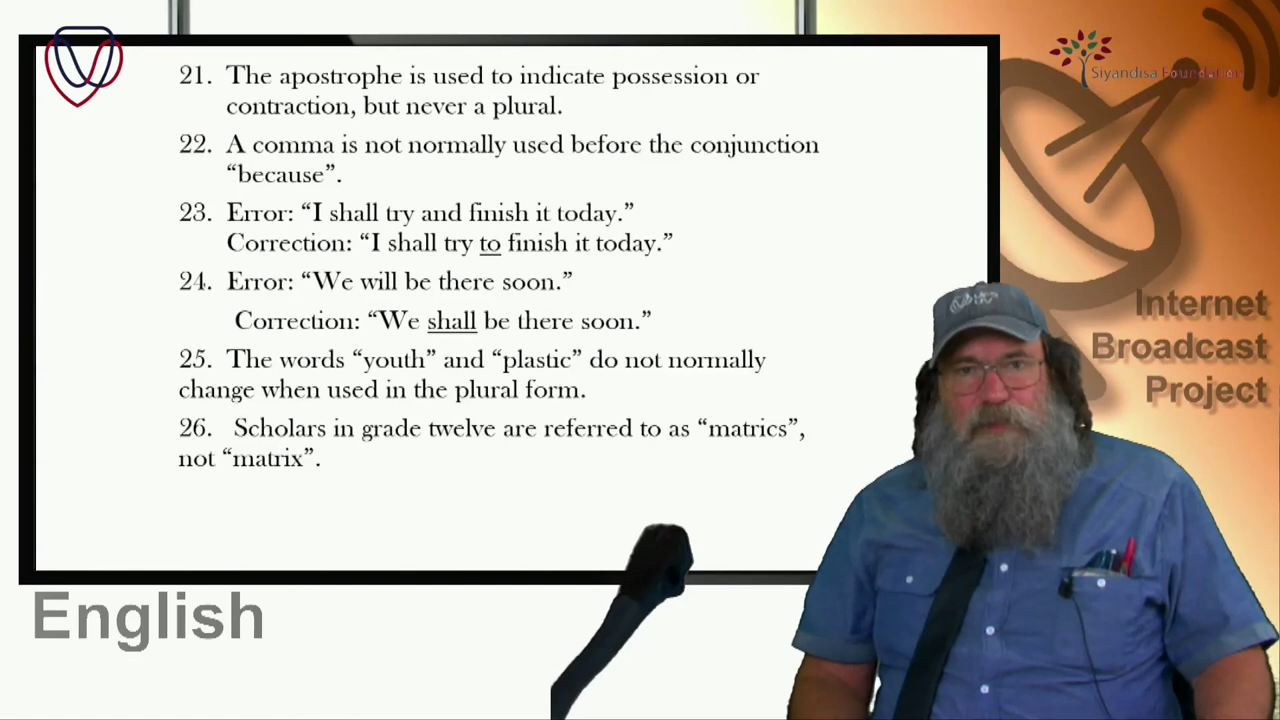 Siyandisa Foundation
21. The apostrophe is used to indicate possession or
contraction, but never a plural.
22. A comma is not normally used before the conjunction
“because”.
23. Error: “I shall try and finish it today.”
Correction: “I shall try to finish it today.”
24. Error: “We will be there soon.”
Correction: “We shall be there soon.”
25. The words “youth” and “plastic” do not normally
change when used in the plural form.
26. Scholars in grade twelve are referred to as “matrics”,
not “matrix”.
Internet
Broadcast
Project
English